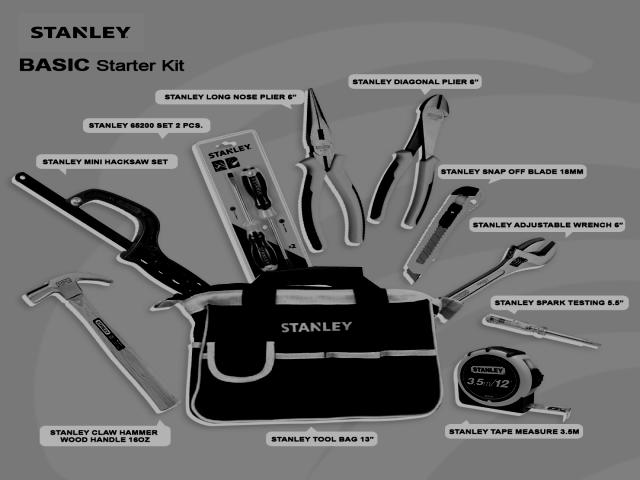 STANLEY
BASIC Starter Kit
STANLEY DIAGONAL PLIER 6"
STANLEY LONG NOSE PLIER 6"
STANLEY 65200 SET 2 PCS.
STANLEY MINI HACKSAW SET
STANLEY
STANLEY SNAP OFF BLADE 18MM
STANLEY ADJUSTABLE WRENCH 6"
STANLEY SPARK TESTING 5.5"
STANLEY
STANLEY
3.5m/12'
STANLEY CLAW HAMMER
WOOD HANDLE 16OZ
STANLEY TOOL BAG 13"
STANLEY TAPE MEASURE 3.5M